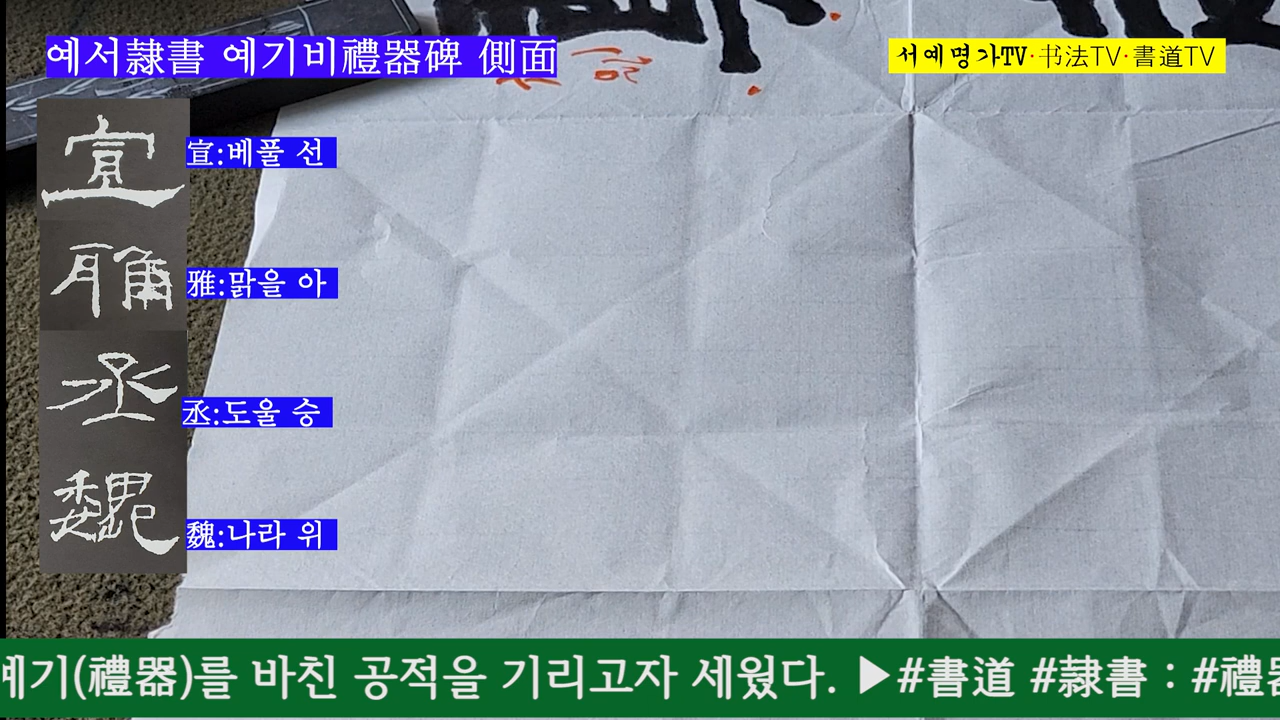 예서隷書 예기비禮器碑 側面
서예명가TV·书法TV·書道TV
宣
宣:베풀 선
雅
雅:맑을 아
丞
丞:도울 승
魏
魏:나라 위
예기(禮器)를 바친 공적을 기리고자 세웠다. ▶#書道 #隷書 : #禮器